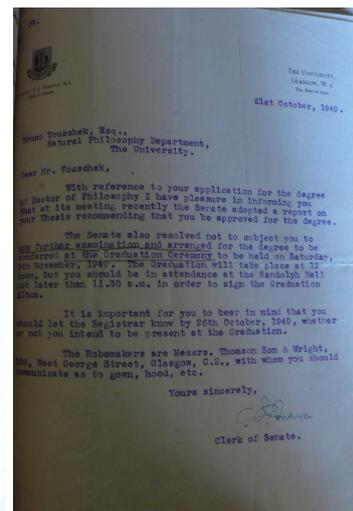 THE UNIVERSITY,
GLASGOW, W.2
21st October, 1949.
Bruno Touschek, Esq.,
Natural Philosophy Department,
The University.
Dear Mr. Touschek,
With reference to your application for the degree
of Doctor of Philosophy I have pleasure in informing you
that at its meeting recently the Senate adopted a report on
your Thesis recommending that you be approved for the degree.
The Senate also resolved not to subject you to
any further examination and arranged for the degree to be
conferred at the Graduation Ceremony to be held on Saturday,
5th November, 1949. The Graduation will take place at 12
noon, but you should be in attendance at the Randolph Hall
not later than 11.30 a.m. in order to sign the Graduation
Album.
It is important for you to bear in mind that you
should let the Registrar know by 26th October, 1949, whether
or not you intend to be present at the Graduation.
The Robemakers are Messrs. Thomson Son & Wright,
West George Street, Glasgow, C.2., with whom you should
communicate as to gown, hood, etc.
Yours sincerely,
Clerk of Senate.